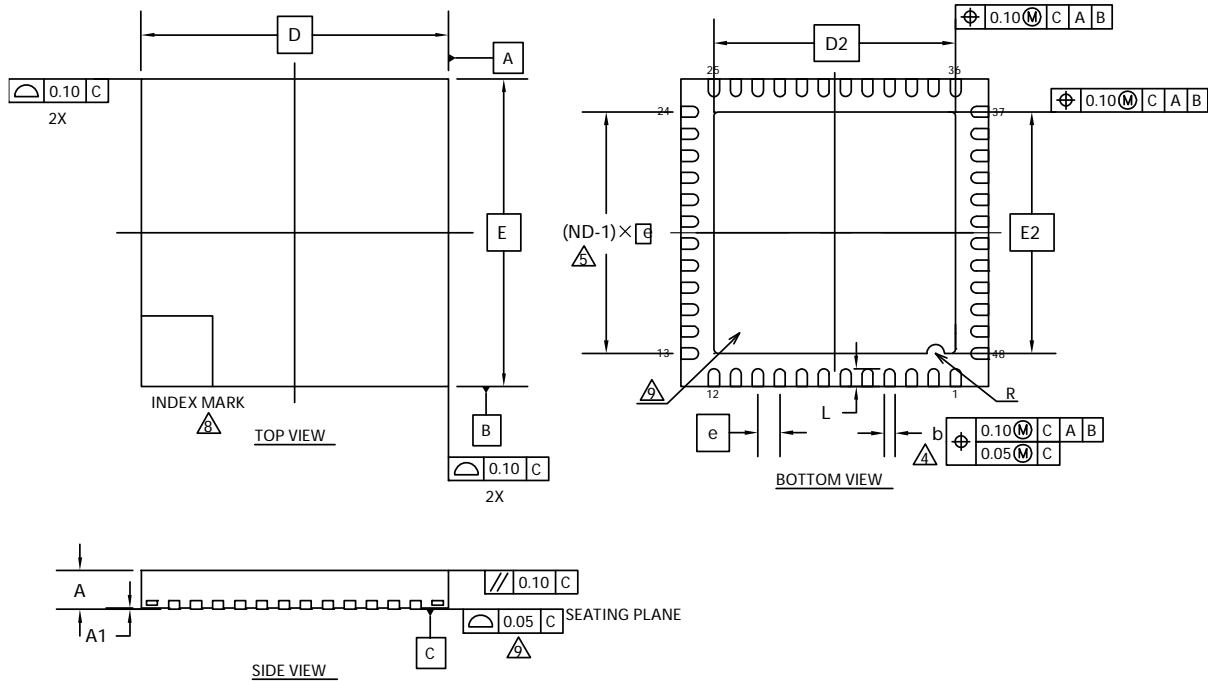 D
A
⌓ 0.10 C
2X
E
INDEX MARK
8
TOP VIEW
B
⌓ 0.10 C
2X
⌖ 0.10 Ⓜ C A B
D2
25
36
⌖ 0.10 Ⓜ C A B
24
37
(ND-1)× e
5
E2
13
48
9
12
1
L
R
e
b
4
⌖ 0.10 Ⓜ C A B
0.05 Ⓜ C
BOTTOM VIEW
A
// 0.10 C
A1
⌓ 0.05 C SEATING PLANE
9
C
SIDE VIEW